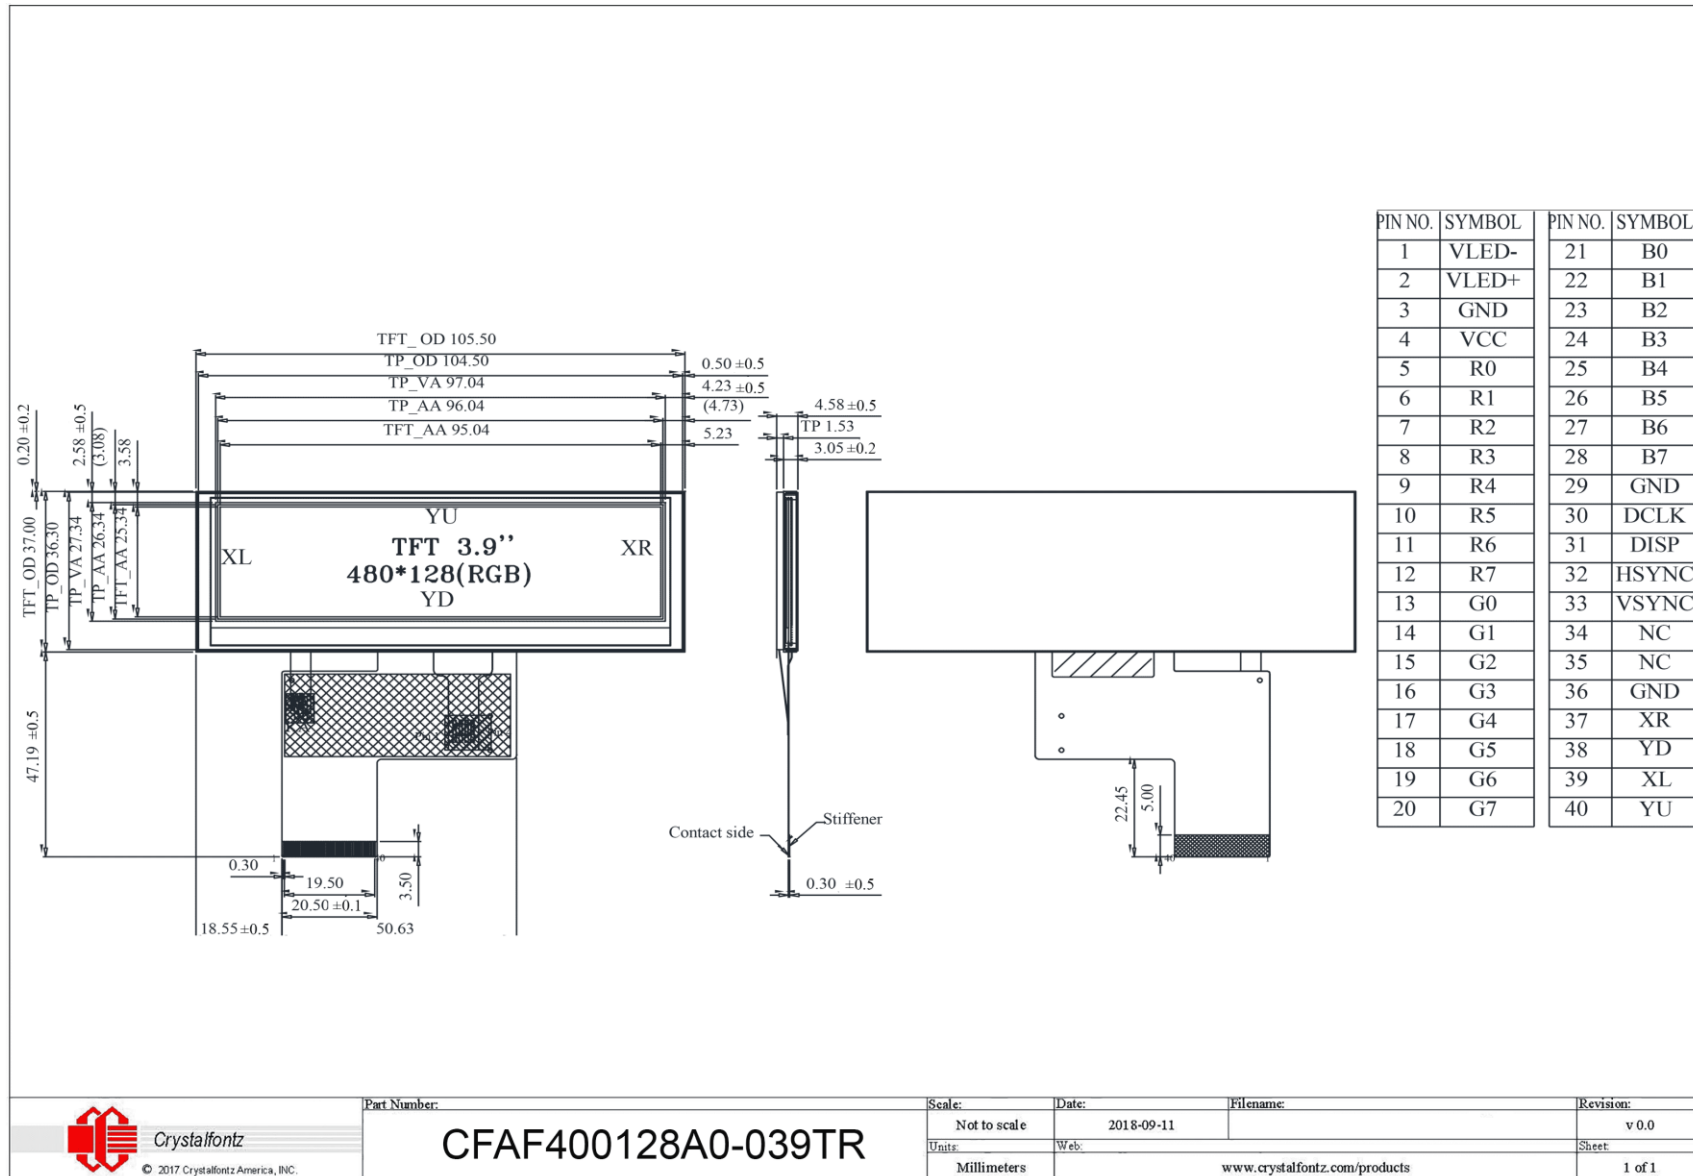 PIN NO. SYMBOL PIN NO. SYMBOL
1 VLED- 21 B0
2 VLED+ 22 B1
3 GND 23 B2
4 VCC 24 B3
5 R0 25 B4
6 R1 26 B5
7 R2 27 B6
8 R3 28 B7
9 R4 29 GND
10 R5 30 DCLK
11 R6 31 DISP
12 R7 32 HSYNC
13 G0 33 VSYNC
14 G1 34 NC
15 G2 35 NC
16 G3 36 GND
17 G4 37 XR
18 G5 38 YD
19 G6 39 XL
20 G7 40 YU
TFT_ OD 105.50
TP_OD 104.50
0.50 ±0.5
TP_VA 97.04
4.23 ±0.5
TP_AA 96.04
(4.73)
TFT_AA 95.04
5.23
4.58 ±0.5
TP 1.53
3.05 ±0.2
0.20 ±0.2
2.58 ±0.5
(3.08)
3.58
TFT_OD 37.00
TP_OD 36.30
TP_VA 27.34
TP_AA 26.34
TFT_AA 25.34
YU
XL
TFT 3.9''
XR
480*128(RGB)
YD
47.19 ±0.5
22.45
5.00
Contact side
Stiffener
40
1
1
0.30
19.50
3.50
0.30 ±0.5
20.50 ±0.1
18.55 ±0.5
50.63
Crystalfontz
© 2017 Crystalfontz America, INC.
Part Number:
CFAF400128A0-039TR
Scale:
Not to scale
Date:
2018-09-11
Filename:
Revision:
v 0.0
Units:
Millimeters
Web:
www.crystalfontz.com/products
Sheet:
1 of 1